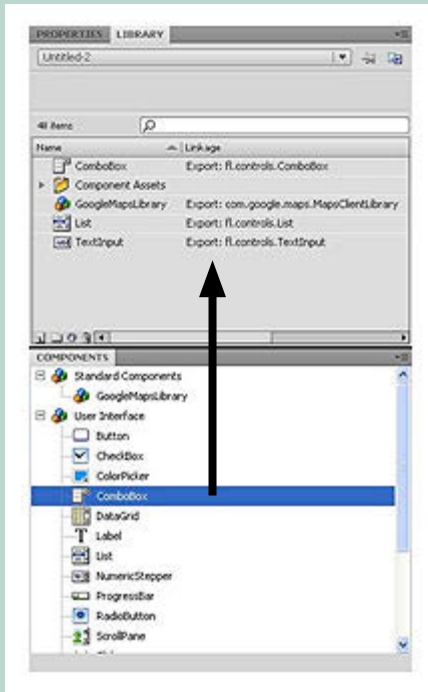 PROPERTIES LIBRARY
Untitled-2
48 items
Name Linkage
ComboBox Export: fl.controls.ComboBox
Component Assets
GoogleMapsLibrary Export: com.google.maps.MapsClientLibrary
List Export: fl.controls.List
TextInput Export: fl.controls.TextInput
COMPONENTS
Standard Components
GoogleMapsLibrary
User Interface
Button
CheckBox
ColorPicker
ComboBox
DataGrid
Label
List
NumericStepper
ProgressBar
RadioButton
ScrollPane